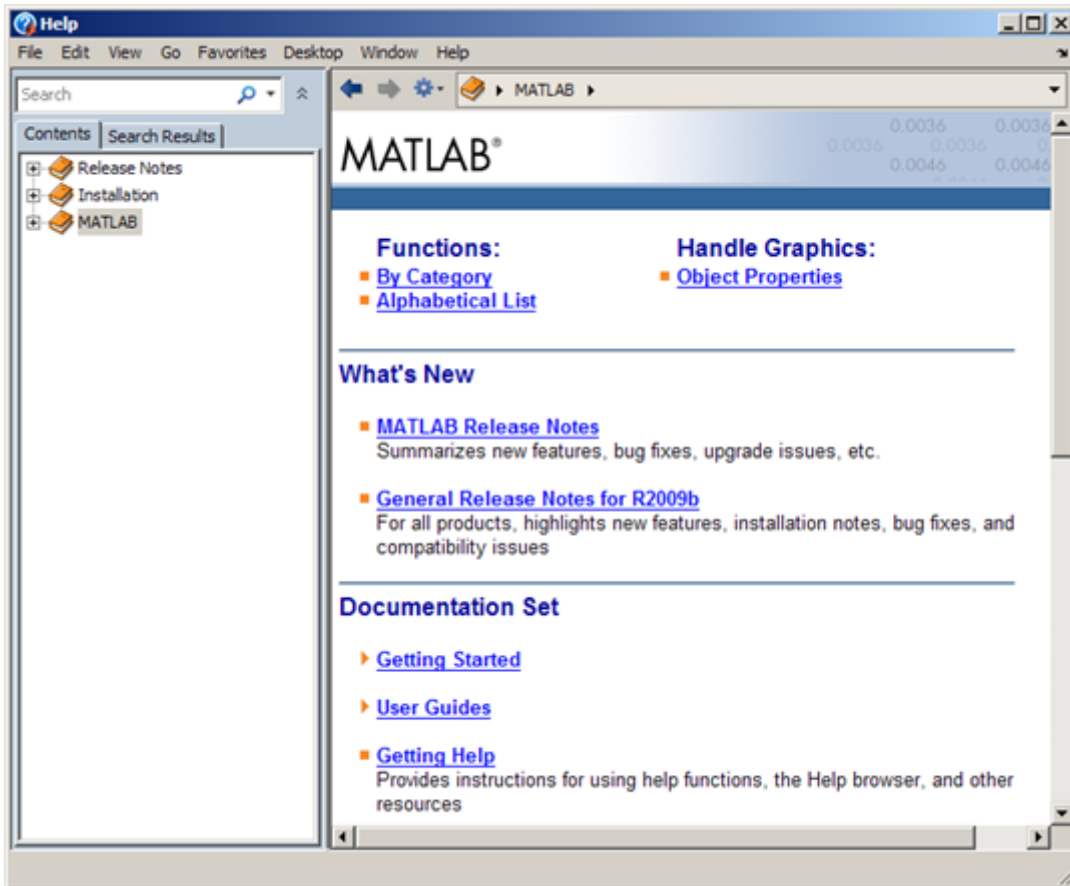 Help
File Edit View Go Favorites Desktop Window Help
Search
MATLAB
Contents Search Results
Release Notes
Installation
MATLAB
MATLAB®
0.0036 0.0036
0.0036 0.0036
0.0046 0.0046
Functions: Handle Graphics:
By Category Object Properties
Alphabetical List
What's New
MATLAB Release Notes
Summarizes new features, bug fixes, upgrade issues, etc.
General Release Notes for R2009b
For all products, highlights new features, installation notes, bug fixes, and
compatibility issues
Documentation Set
Getting Started
User Guides
Getting Help
Provides instructions for using help functions, the Help browser, and other
resources